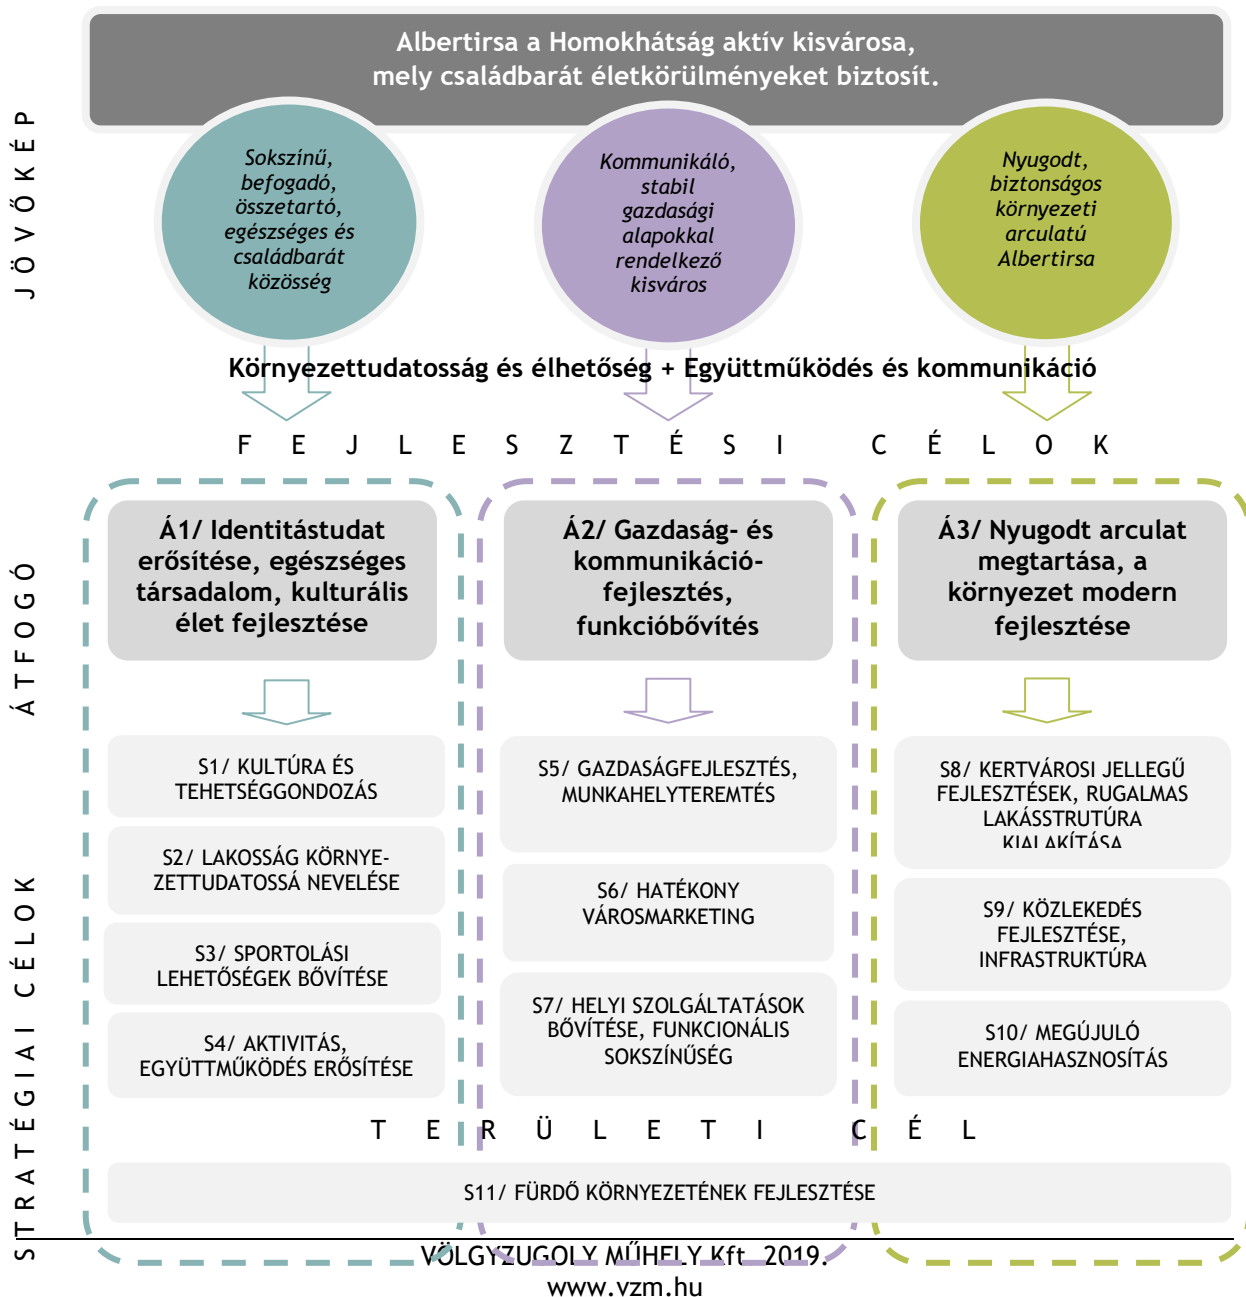 Albertirsa a Homokhátság aktív kisvárosa,
mely családbarát életkörülményeket biztosít.
JÖVŐKÉP
Sokszínű,
befogadó,
összetartó,
egészséges és
családbarát
közösség
Kommunikáló,
stabil
gazdasági
alapokkal
rendelkező
kisváros
Nyugodt,
biztonságos
környezeti
arculatú
Albertirsa
Környezettudatosság és élhetőség + Együttműködés és kommunikáció
FEJLESZTÉSI CÉLOK
ÁTFOGÓ
Á1/ Identitástudat
erősítése, egészséges
társadalom, kulturális
élet fejlesztése
Á2/ Gazdaság- és
kommunikáció-
fejlesztés,
funkcióbővítés
Á3/ Nyugodt arculat
megtartása, a
környezet modern
fejlesztése
STRATÉGIAI CÉLOK
S1/ KULTÚRA ÉS
TEHETSÉGGONDOZÁS
S2/ LAKOSSÁG KÖRNYE-
ZETTUDATOSSÁ NEVELÉSE
S3/ SPORTOLÁSI
LEHETŐSÉGEK BŐVÍTÉSE
S4/ AKTIVITÁS,
EGYÜTTMŰKÖDÉS ERŐSÍTÉSE
S5/ GAZDASÁGFEJLESZTÉS,
MUNKAHELYTEREMTÉS
S6/ HATÉKONY
VÁROSMARKETING
S7/ HELYI SZOLGÁLTATÁSOK
BŐVÍTÉSE, FUNKCIONÁLIS
SOKSZÍNŰSÉG
S8/ KERTVÁROSI JELLEGŰ
FEJLESZTÉSEK, RUGALMAS
LAKÁSSTRUTÚRA
KIALAKÍTÁSA
S9/ KÖZLEKEDÉS
FEJLESZTÉSE,
INFRASTRUKTÚRA
S10/ MEGÚJULÓ
ENERGIAHASZNOSÍTÁS
TERÜLETI CÉL
S11/ FÜRDŐ KÖRNYEZETÉNEK FEJLESZTÉSE
VÖLGYZUGOLY MŰHELY Kft. 2019.
www.vzm.hu